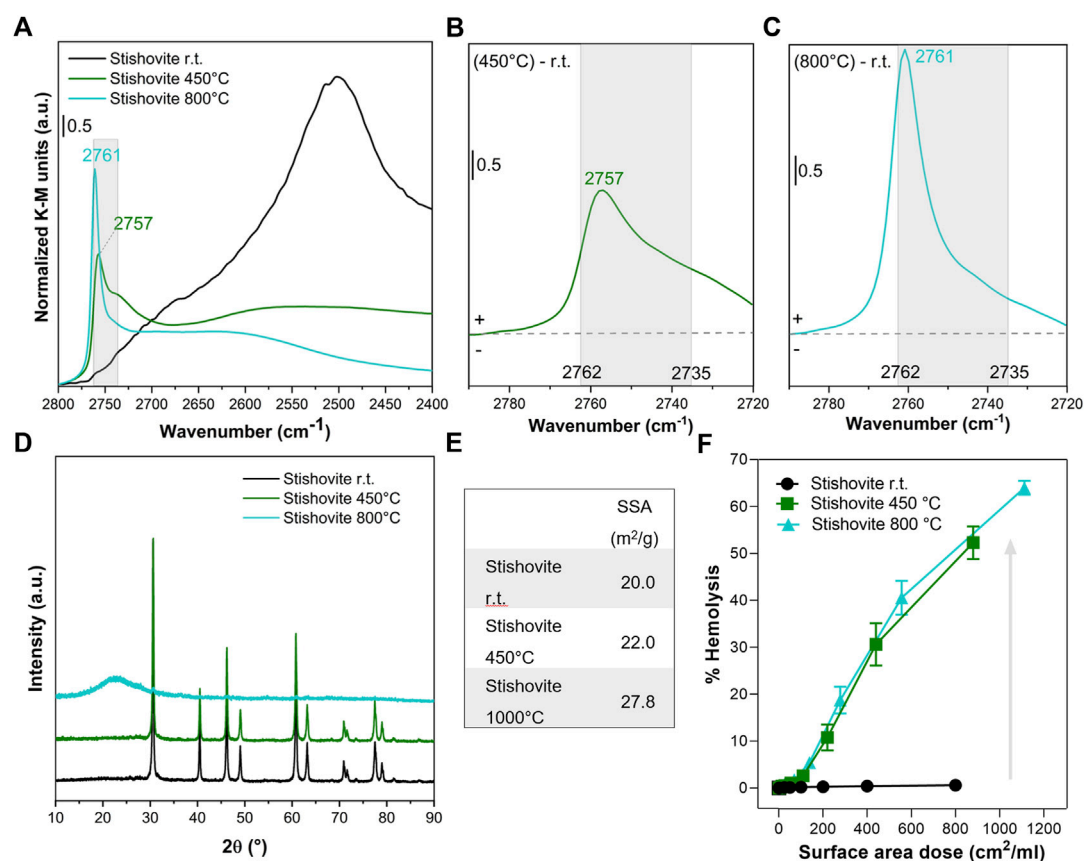 A
Stishovite r.t.
Stishovite 450°C
Stishovite 800°C
0.5
2761
2757
Normalized K-M units (a.u.)
2800 2750 2700 2650 2600 2550 2500 2450 2400
Wavenumber (cm-1)
B
(450°C) - r.t.
0.5
2757
+
-
2762 2735
2780 2760 2740 2720
Wavenumber (cm-1)
C
(800°C) - r.t.
2761
0.5
+
-
2762 2735
2780 2760 2740 2720
Wavenumber (cm-1)
D
Stishovite r.t.
Stishovite 450°C
Stishovite 800°C
Intensity (a.u.)
10 20 30 40 50 60 70 80 90
2θ (°)
E
SSA
(m2/g)
Stishovite
r.t.
20.0
Stishovite
450°C
22.0
Stishovite
1000°C
27.8
F
70
60
50
40
30
20
10
0
% Hemolysis
Stishovite r.t.
Stishovite 450 °C
Stishovite 800 °C
0 200 400 600 800 1000 1200
Surface area dose (cm2/ml)